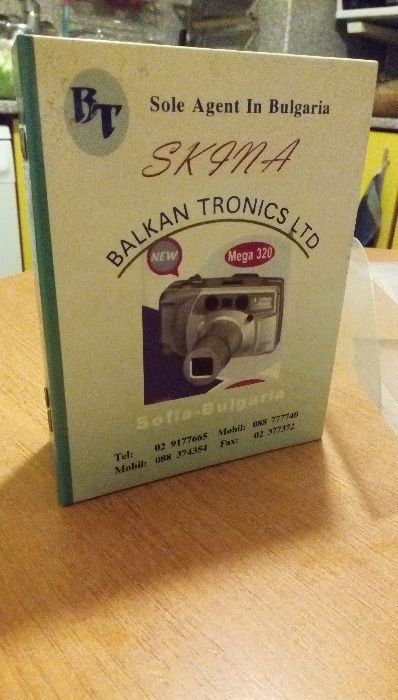 BT
Sole Agent In Bulgaria
SKINA
BALKAN TRONICS LTD
NEW
Mega 320
Sofia-Bulgaria
Tel: 02 9177665 Mobil: 088 777740
Mobil: 088 374354 Fax: 02 377372